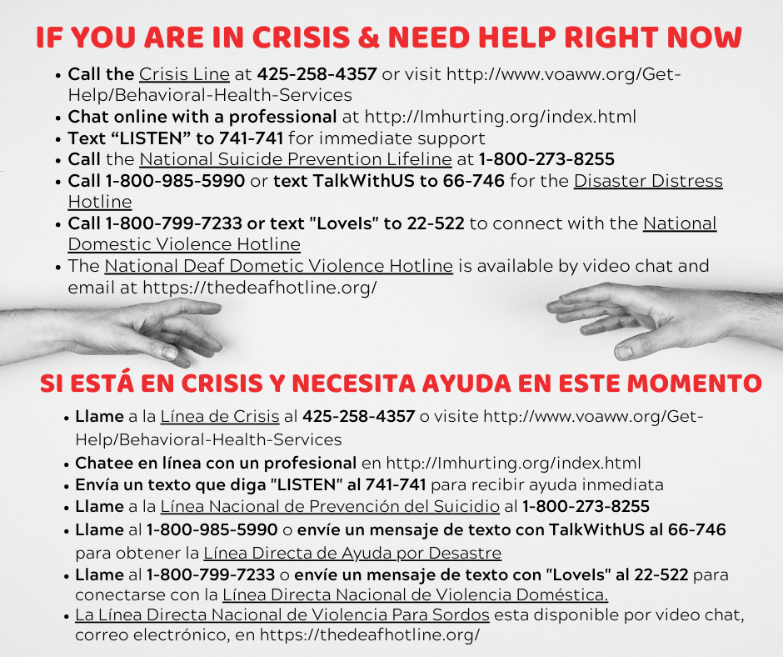 IF YOU ARE IN CRISIS & NEED HELP RIGHT NOW
• Call the Crisis Line at 425-258-4357 or visit http://www.voaww.org/Get-
Help/Behavioral-Health-Services
• Chat online with a professional at http://Imhurting.org/index.html
• Text “LISTEN” to 741-741 for immediate support
• Call the National Suicide Prevention Lifeline at 1-800-273-8255
• Call 1-800-985-5990 or text TalkWithUS to 66-746 for the Disaster Distress
Hotline
• Call 1-800-799-7233 or text "LoveIs" to 22-522 to connect with the National
Domestic Violence Hotline
• The National Deaf Dometic Violence Hotline is available by video chat and
email at https://thedeafhotline.org/
SI ESTÁ EN CRISIS Y NECESITA AYUDA EN ESTE MOMENTO
• Llame a la Línea de Crisis al 425-258-4357 o visite http://www.voaww.org/Get-
Help/Behavioral-Health-Services
• Chatee en línea con un profesional en http://Imhurting.org/index.html
• Envía un texto que diga "LISTEN" al 741-741 para recibir ayuda inmediata
• Llame a la Línea Nacional de Prevención del Suicidio al 1-800-273-8255
• Llame al 1-800-985-5990 o envíe un mensaje de texto con TalkWithUS al 66-746
para obtener la Línea Directa de Ayuda por Desastre
• Llame al 1-800-799-7233 o envíe un mensaje de texto con "LoveIs" al 22-522 para
conectarse con la Línea Directa Nacional de Violencia Doméstica.
• La Línea Directa Nacional de Violencia Para Sordos esta disponible por video chat,
correo electrónico, en https://thedeafhotline.org/